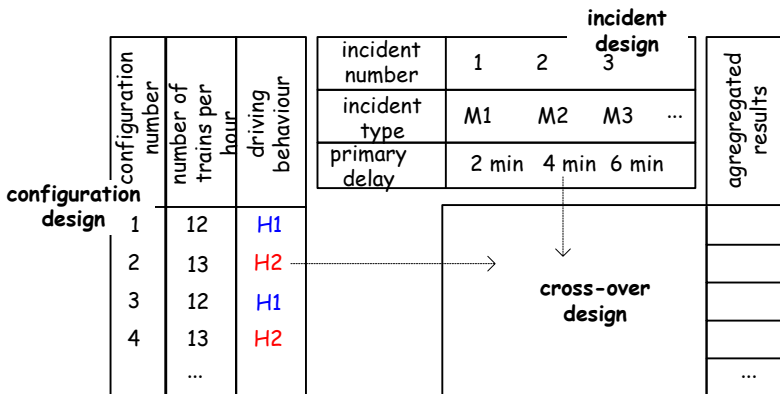 incident
design
configuration
number
number of
trains per
hour
driving
behaviour
incident
number
1 2 3
incident
type
M1 M2 M3 ...
primary
delay
2 min 4 min 6 min
agregregated
results
configuration
design
1 12 H1
2 13 H2
3 12 H1
4 13 H2
...
cross-over
design
...